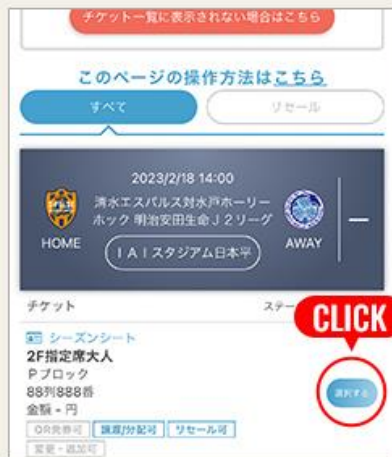 チケット一覧に表示されない場合はこちら
このページの操作方法はこちら
すべて
リセール
2023/2/18 14:00
清水エスパルス対水戸ホーリー
ホック 明治安田生命J2リーグ
HOME
AWAY
IAIスタジアム日本平
チケット
ステー
CLICK
シーズンシート
2F指定席大人
Pブロック
88列888番
金額 - 円
選択する
QR発券可 譲渡/分配可 リセール可
変更・追加可